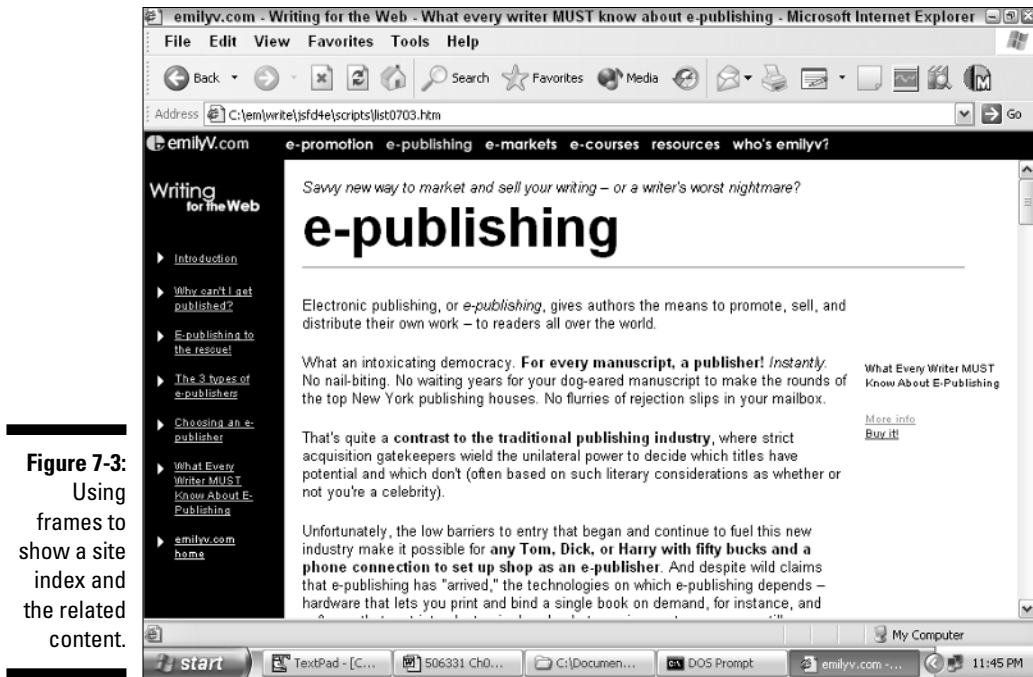 emilyv.com - Writing for the Web - What every writer MUST know about e-publishing - Microsoft Internet Explorer
File Edit View Favorites Tools Help
Back Search Favorites Media
Address C:\em\write\jsfd4e\scripts\list0703.htm Go
emilyV.com e-promotion e-publishing e-markets e-courses resources who's emilyv?
Writing
for the Web
Introduction
Why can't I get
published?
E-publishing to
the rescue!
The 3 types of
e-publishers
Choosing an e-
publisher
What Every
Writer MUST
Know About E-
Publishing
emilyv.com
home
Savvy new way to market and sell your writing – or a writer's worst nightmare?
e-publishing
Electronic publishing, or e-publishing, gives authors the means to promote, sell, and
distribute their own work – to readers all over the world.
What an intoxicating democracy. For every manuscript, a publisher! Instantly.
No nail-biting. No waiting years for your dog-eared manuscript to make the rounds of
the top New York publishing houses. No flurries of rejection slips in your mailbox.
That's quite a contrast to the traditional publishing industry, where strict
acquisition gatekeepers wield the unilateral power to decide which titles have
potential and which don't (often based on such literary considerations as whether or
not you're a celebrity).
Unfortunately, the low barriers to entry that began and continue to fuel this new
industry make it possible for any Tom, Dick, or Harry with fifty bucks and a
phone connection to set up shop as an e-publisher. And despite wild claims
that e-publishing has "arrived," the technologies on which e-publishing depends –
hardware that lets you print and bind a single book on demand, for instance, and
What Every Writer MUST
Know About E-Publishing
More info
Buy it!
My Computer
start TextPad - [C... 506331 Ch0... C:\Documen... DOS Prompt emilyv.com -... 11:45 PM
Figure 7-3:
Using
frames to
show a site
index and
the related
content.